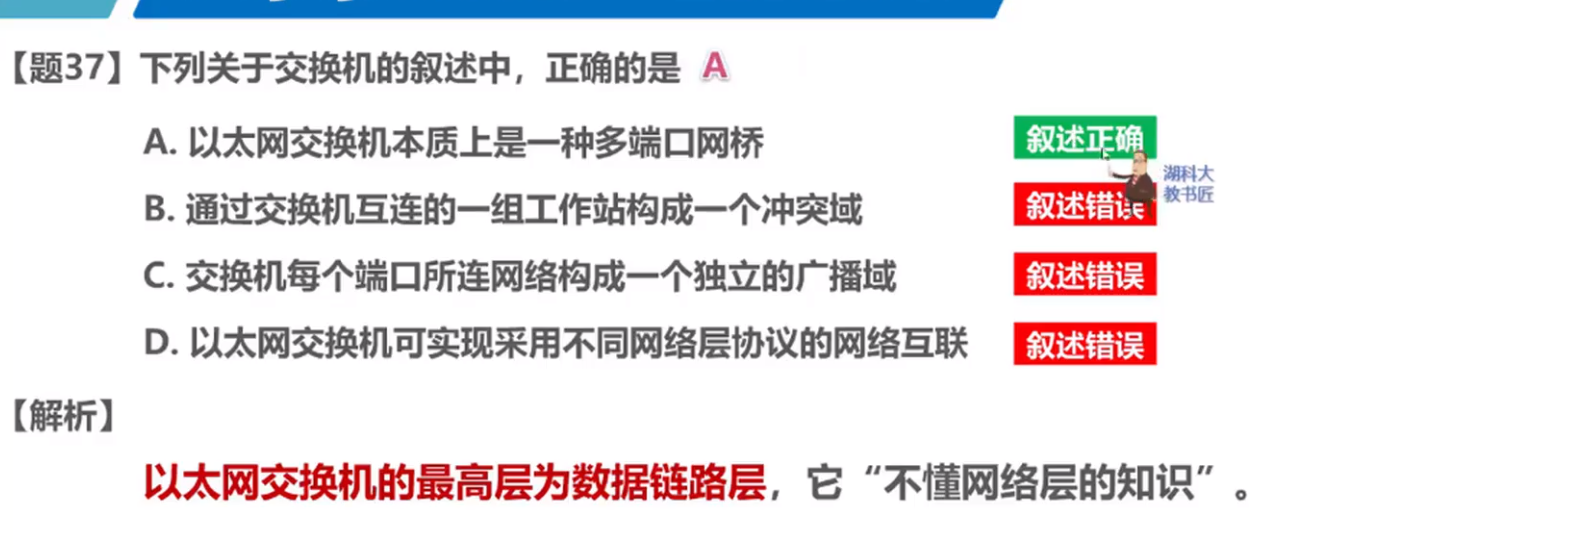 【题37】下列关于交换机的叙述中，正确的是 A
A. 以太网交换机本质上是一种多端口网桥 叙述正确
湖科大
教书匠
B. 通过交换机互连的一组工作站构成一个冲突域 叙述错误
C. 交换机每个端口所连网络构成一个独立的广播域 叙述错误
D. 以太网交换机可实现采用不同网络层协议的网络互联 叙述错误
【解析】
以太网交换机的最高层为数据链路层，它“不懂网络层的知识”。